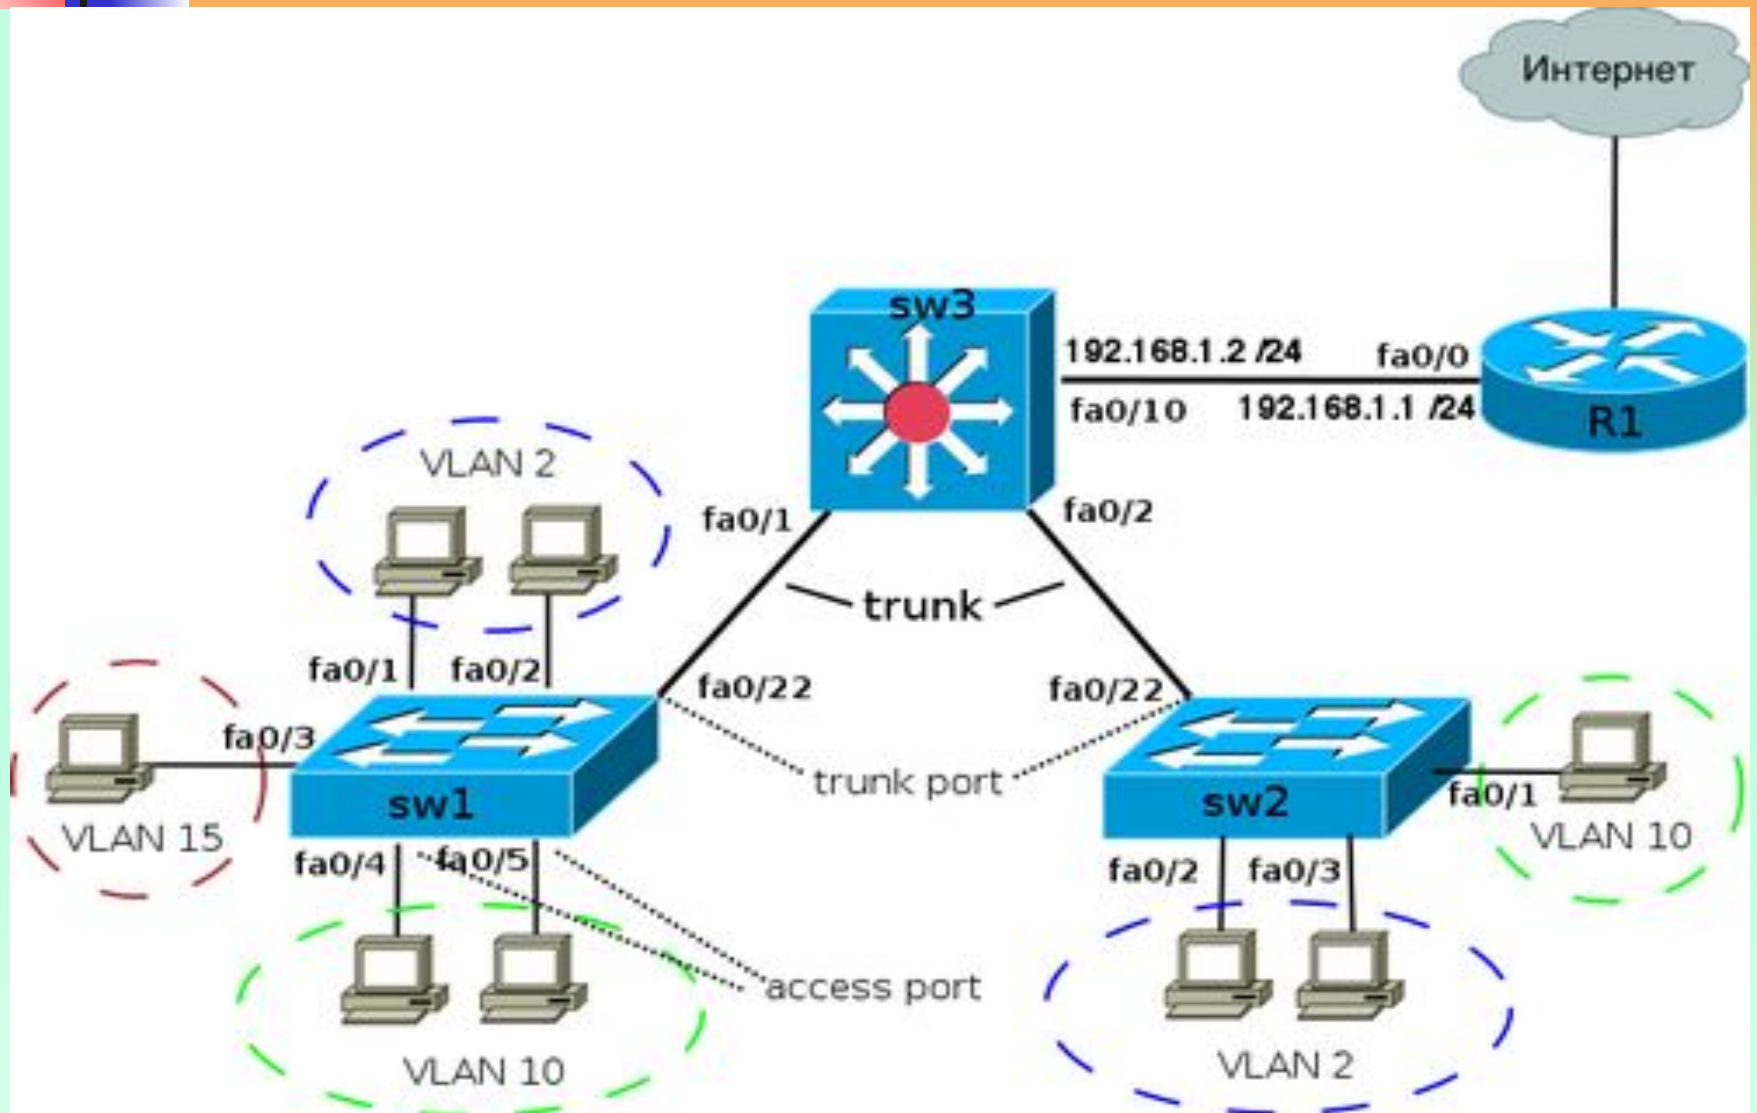 Интернет
sw3
192.168.1.2 /24
fa0/0
fa0/10
192.168.1.1 /24
R1
VLAN 2
fa0/1
fa0/2
trunk
fa0/1
fa0/2
fa0/22
fa0/22
fa0/3
trunk port
sw1
sw2
fa0/1
VLAN 15
VLAN 10
fa0/4
fa0/5
fa0/2
fa0/3
access port
VLAN 10
VLAN 2